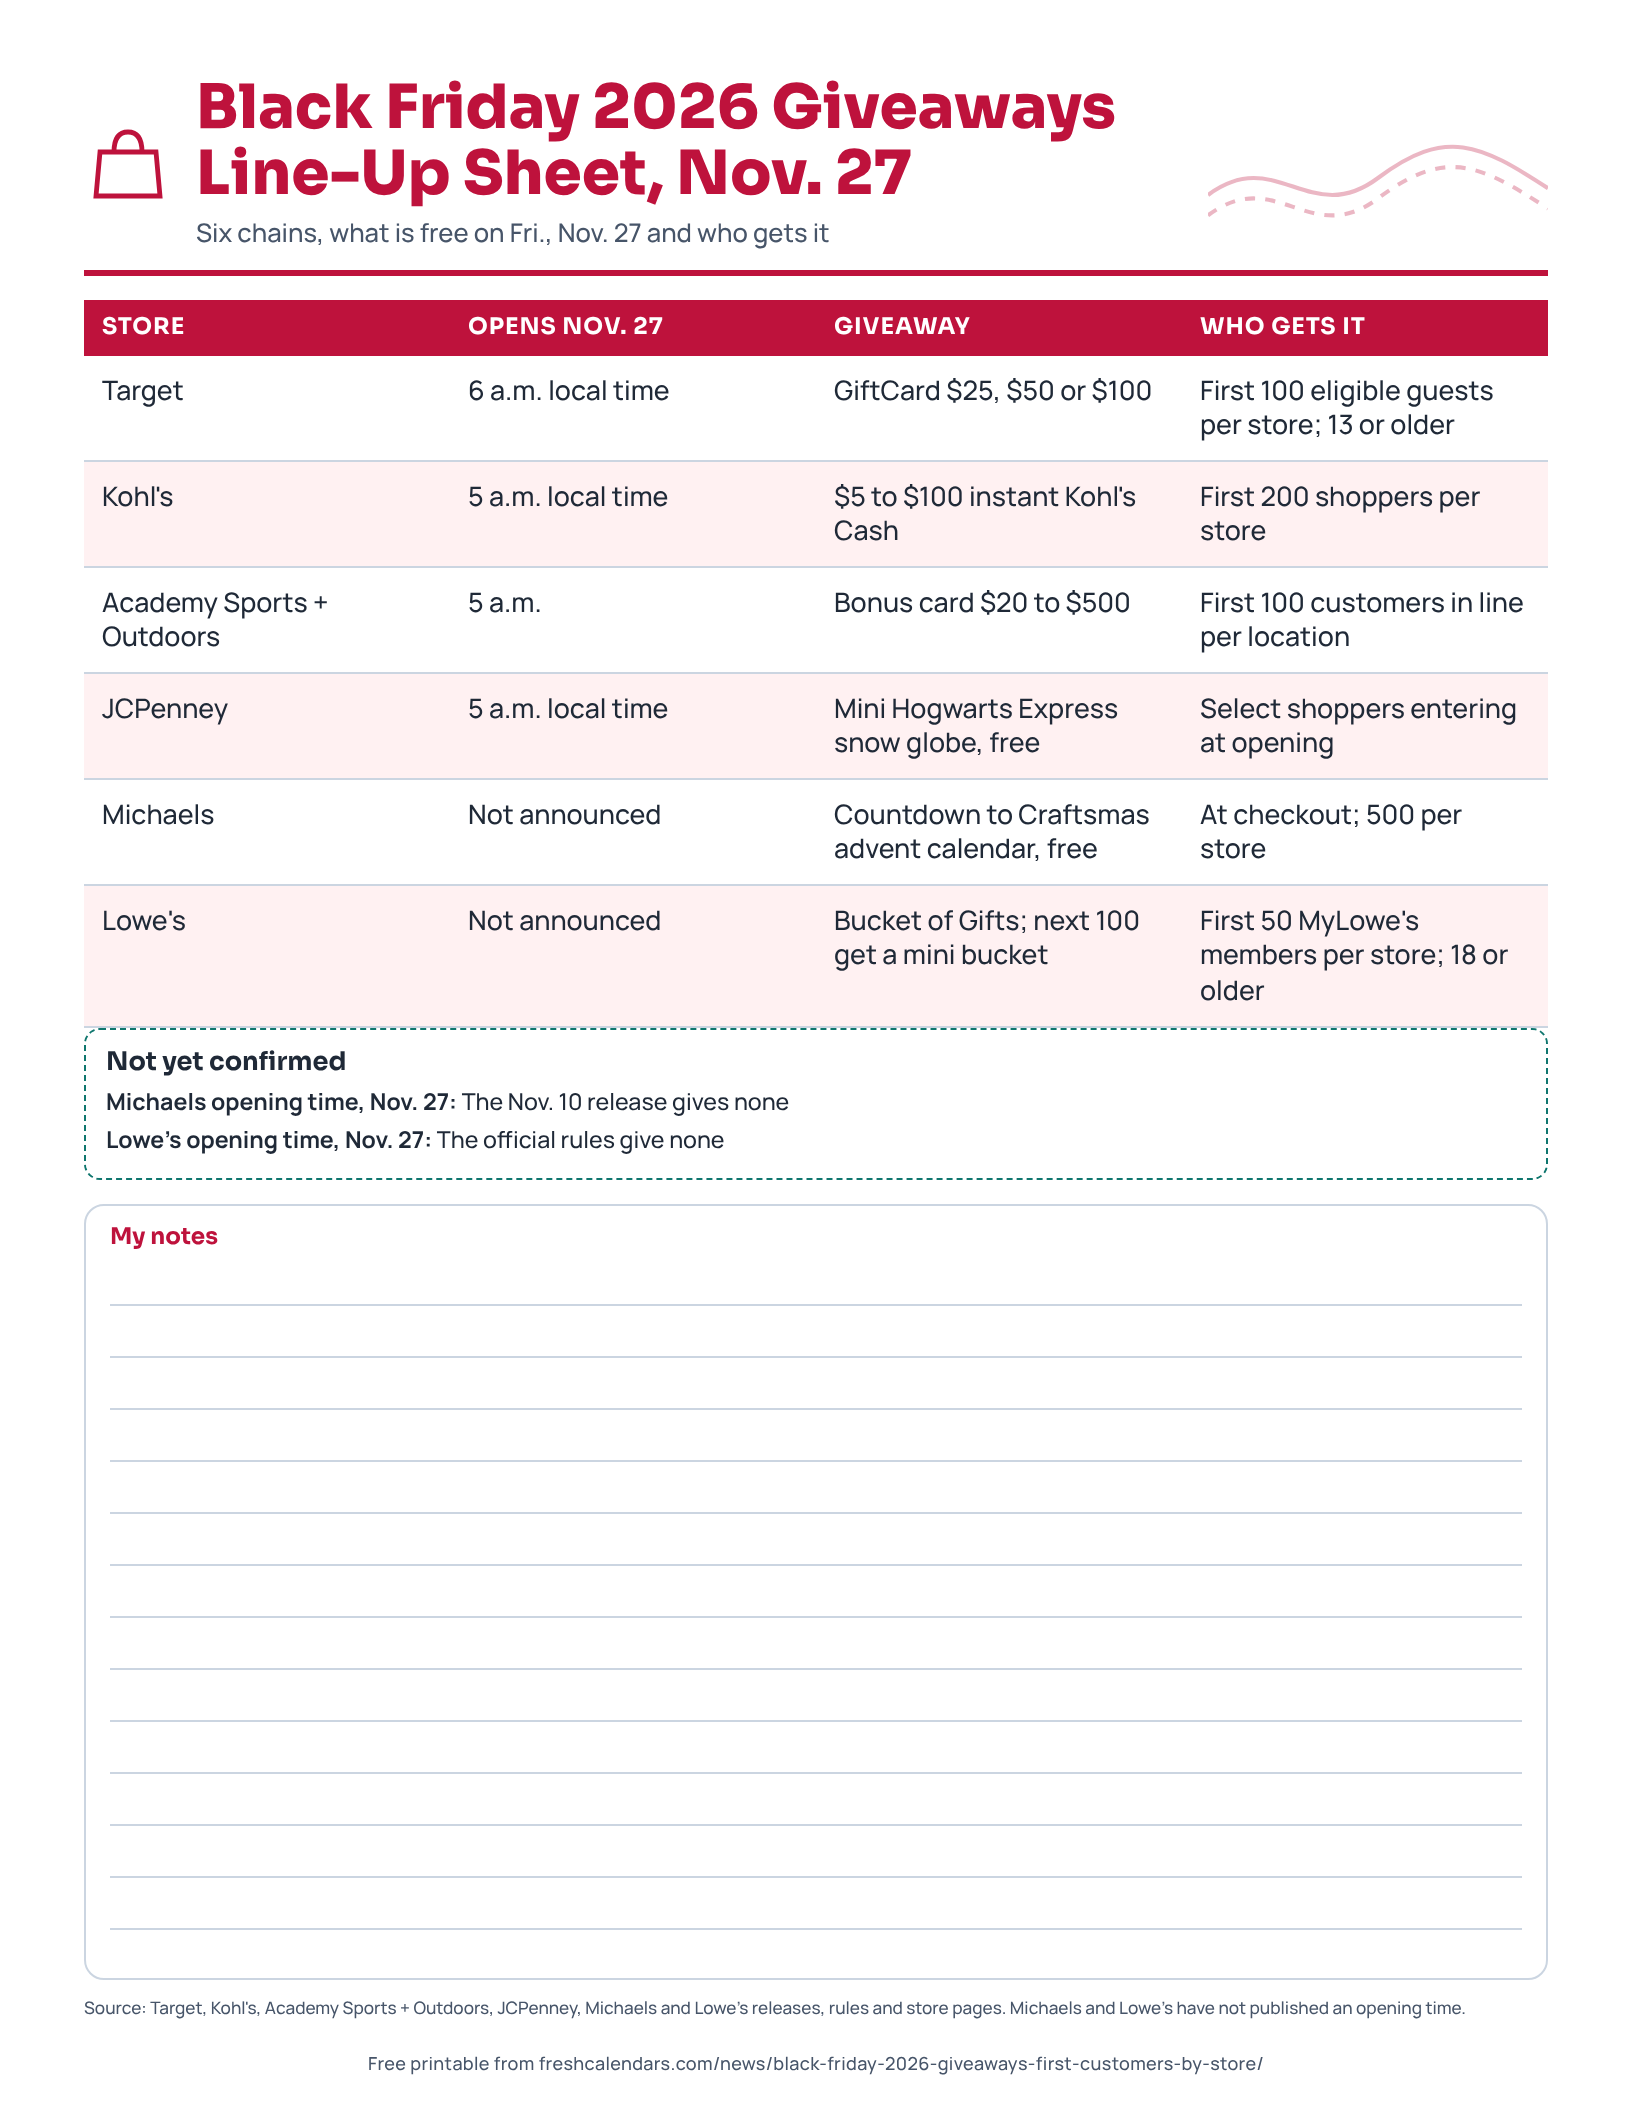 Black Friday 2026 Giveaways
Line-Up Sheet, Nov. 27
Six chains, what is free on Fri., Nov. 27 and who gets it
STORE OPENS NOV. 27 GIVEAWAY WHO GETS IT
Target 6 a.m. local time GiftCard $25, $50 or $100 First 100 eligible guests
per store; 13 or older
Kohl's 5 a.m. local time $5 to $100 instant Kohl's First 200 shoppers per
Cash store
Academy Sports + 5 a.m. Bonus card $20 to $500 First 100 customers in line
Outdoors per location
JCPenney 5 a.m. local time Mini Hogwarts Express Select shoppers entering
snow globe, free at opening
Michaels Not announced Countdown to Craftsmas At checkout; 500 per
advent calendar, free store
Lowe's Not announced Bucket of Gifts; next 100 First 50 MyLowe's
get a mini bucket members per store; 18 or
older
Not yet confirmed
Michaels opening time, Nov. 27: The Nov. 10 release gives none
Lowe’s opening time, Nov. 27: The official rules give none
My notes
Source: Target, Kohl's, Academy Sports + Outdoors, JCPenney, Michaels and Lowe’s releases, rules and store pages. Michaels and Lowe’s have not published an opening time.
Free printable from freshcalendars.com/news/black-friday-2026-giveaways-first-customers-by-store/